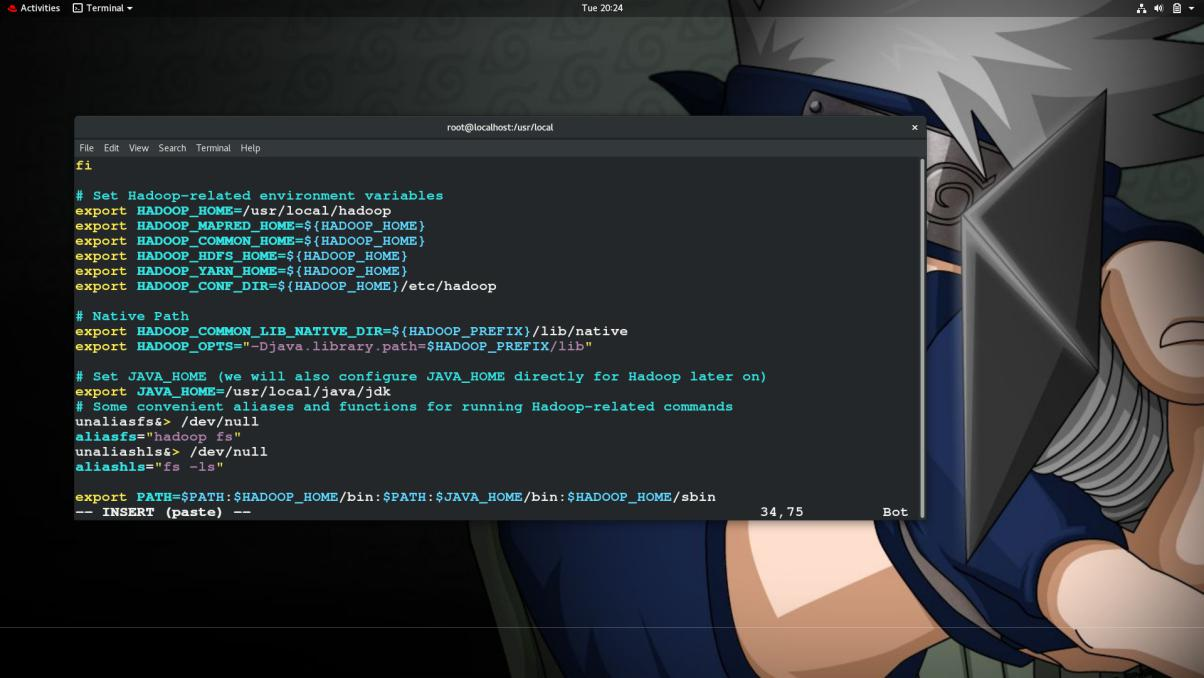 Activities Terminal Tue 20:24
root@localhost:/usr/local ×
File Edit View Search Terminal Help
fi
# Set Hadoop-related environment variables
export HADOOP_HOME=/usr/local/hadoop
export HADOOP_MAPRED_HOME=${HADOOP_HOME}
export HADOOP_COMMON_HOME=${HADOOP_HOME}
export HADOOP_HDFS_HOME=${HADOOP_HOME}
export HADOOP_YARN_HOME=${HADOOP_HOME}
export HADOOP_CONF_DIR=${HADOOP_HOME}/etc/hadoop
# Native Path
export HADOOP_COMMON_LIB_NATIVE_DIR=${HADOOP_PREFIX}/lib/native
export HADOOP_OPTS="-Djava.library.path=$HADOOP_PREFIX/lib"
# Set JAVA_HOME (we will also configure JAVA_HOME directly for Hadoop later on)
export JAVA_HOME=/usr/local/java/jdk
# Some convenient aliases and functions for running Hadoop-related commands
unaliasfs&> /dev/null
aliasfs="hadoop fs"
unaliashls&> /dev/null
aliashls="fs -ls"
export PATH=$PATH:$HADOOP_HOME/bin:$PATH:$JAVA_HOME/bin:$HADOOP_HOME/sbin
-- INSERT (paste) -- 34,75 Bot